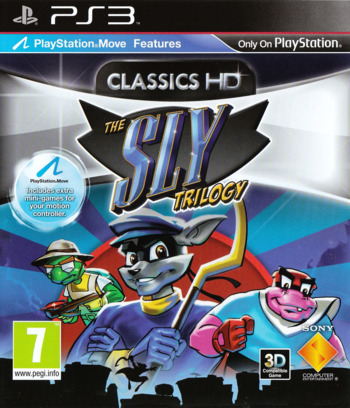 PS3
PlayStation®Move Features
Only On PlayStation®
CLASSICS HD
THE
SLY
TRILOGY
PlayStation®Move
Includes extra
mini-games for
your motion
controller.
7
www.pegi.info
3D
Compatible
Game
SONY
COMPUTER
ENTERTAINMENT®